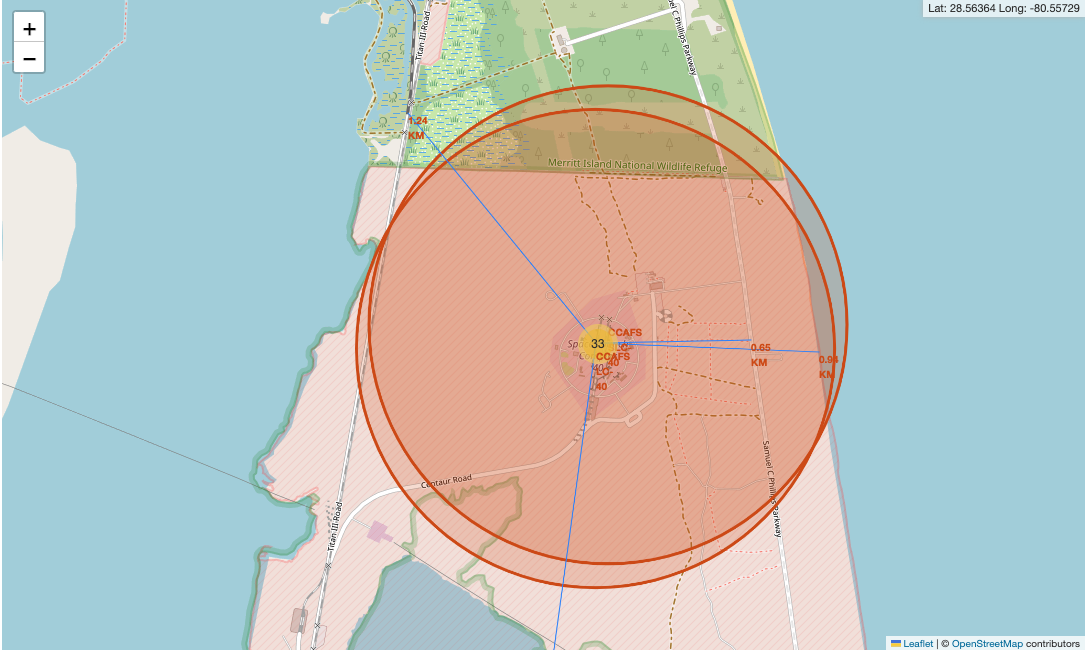 +
−
Lat: 28.56364 Long: -80.55729
Titan III Road
Samuel C Phillips Parkway
1.24
KM
Merritt Island National Wildlife Refuge
CCAFS
33
CCAFS
40
40
0.65
KM
0.9
KM
Centaur Road
Titan III Road
Samuel C Phillips Parkway
Leaflet | © OpenStreetMap contributors